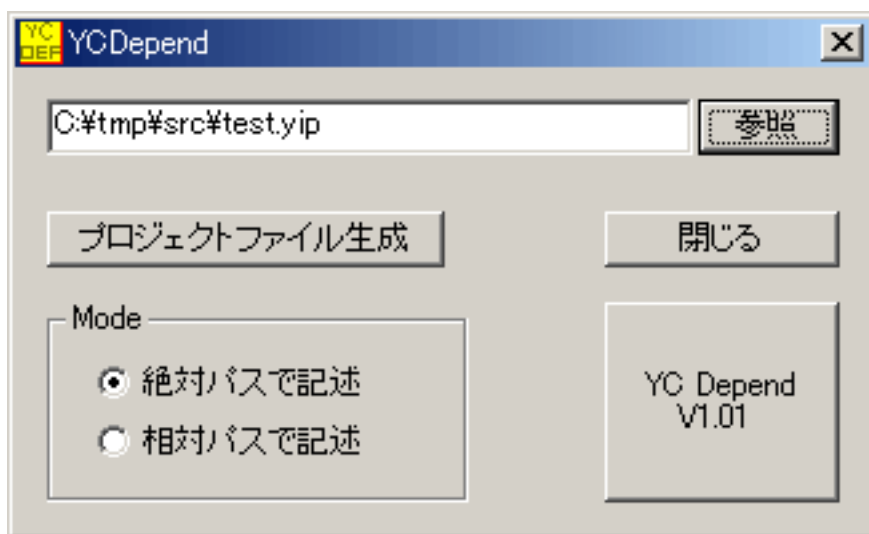 YC
DEP
YCDepend
C:¥tmp¥src¥test.yip
参照
プロジェクトファイル生成
閉じる
Mode
絶対パスで記述
相対パスで記述
YC Depend
V1.01